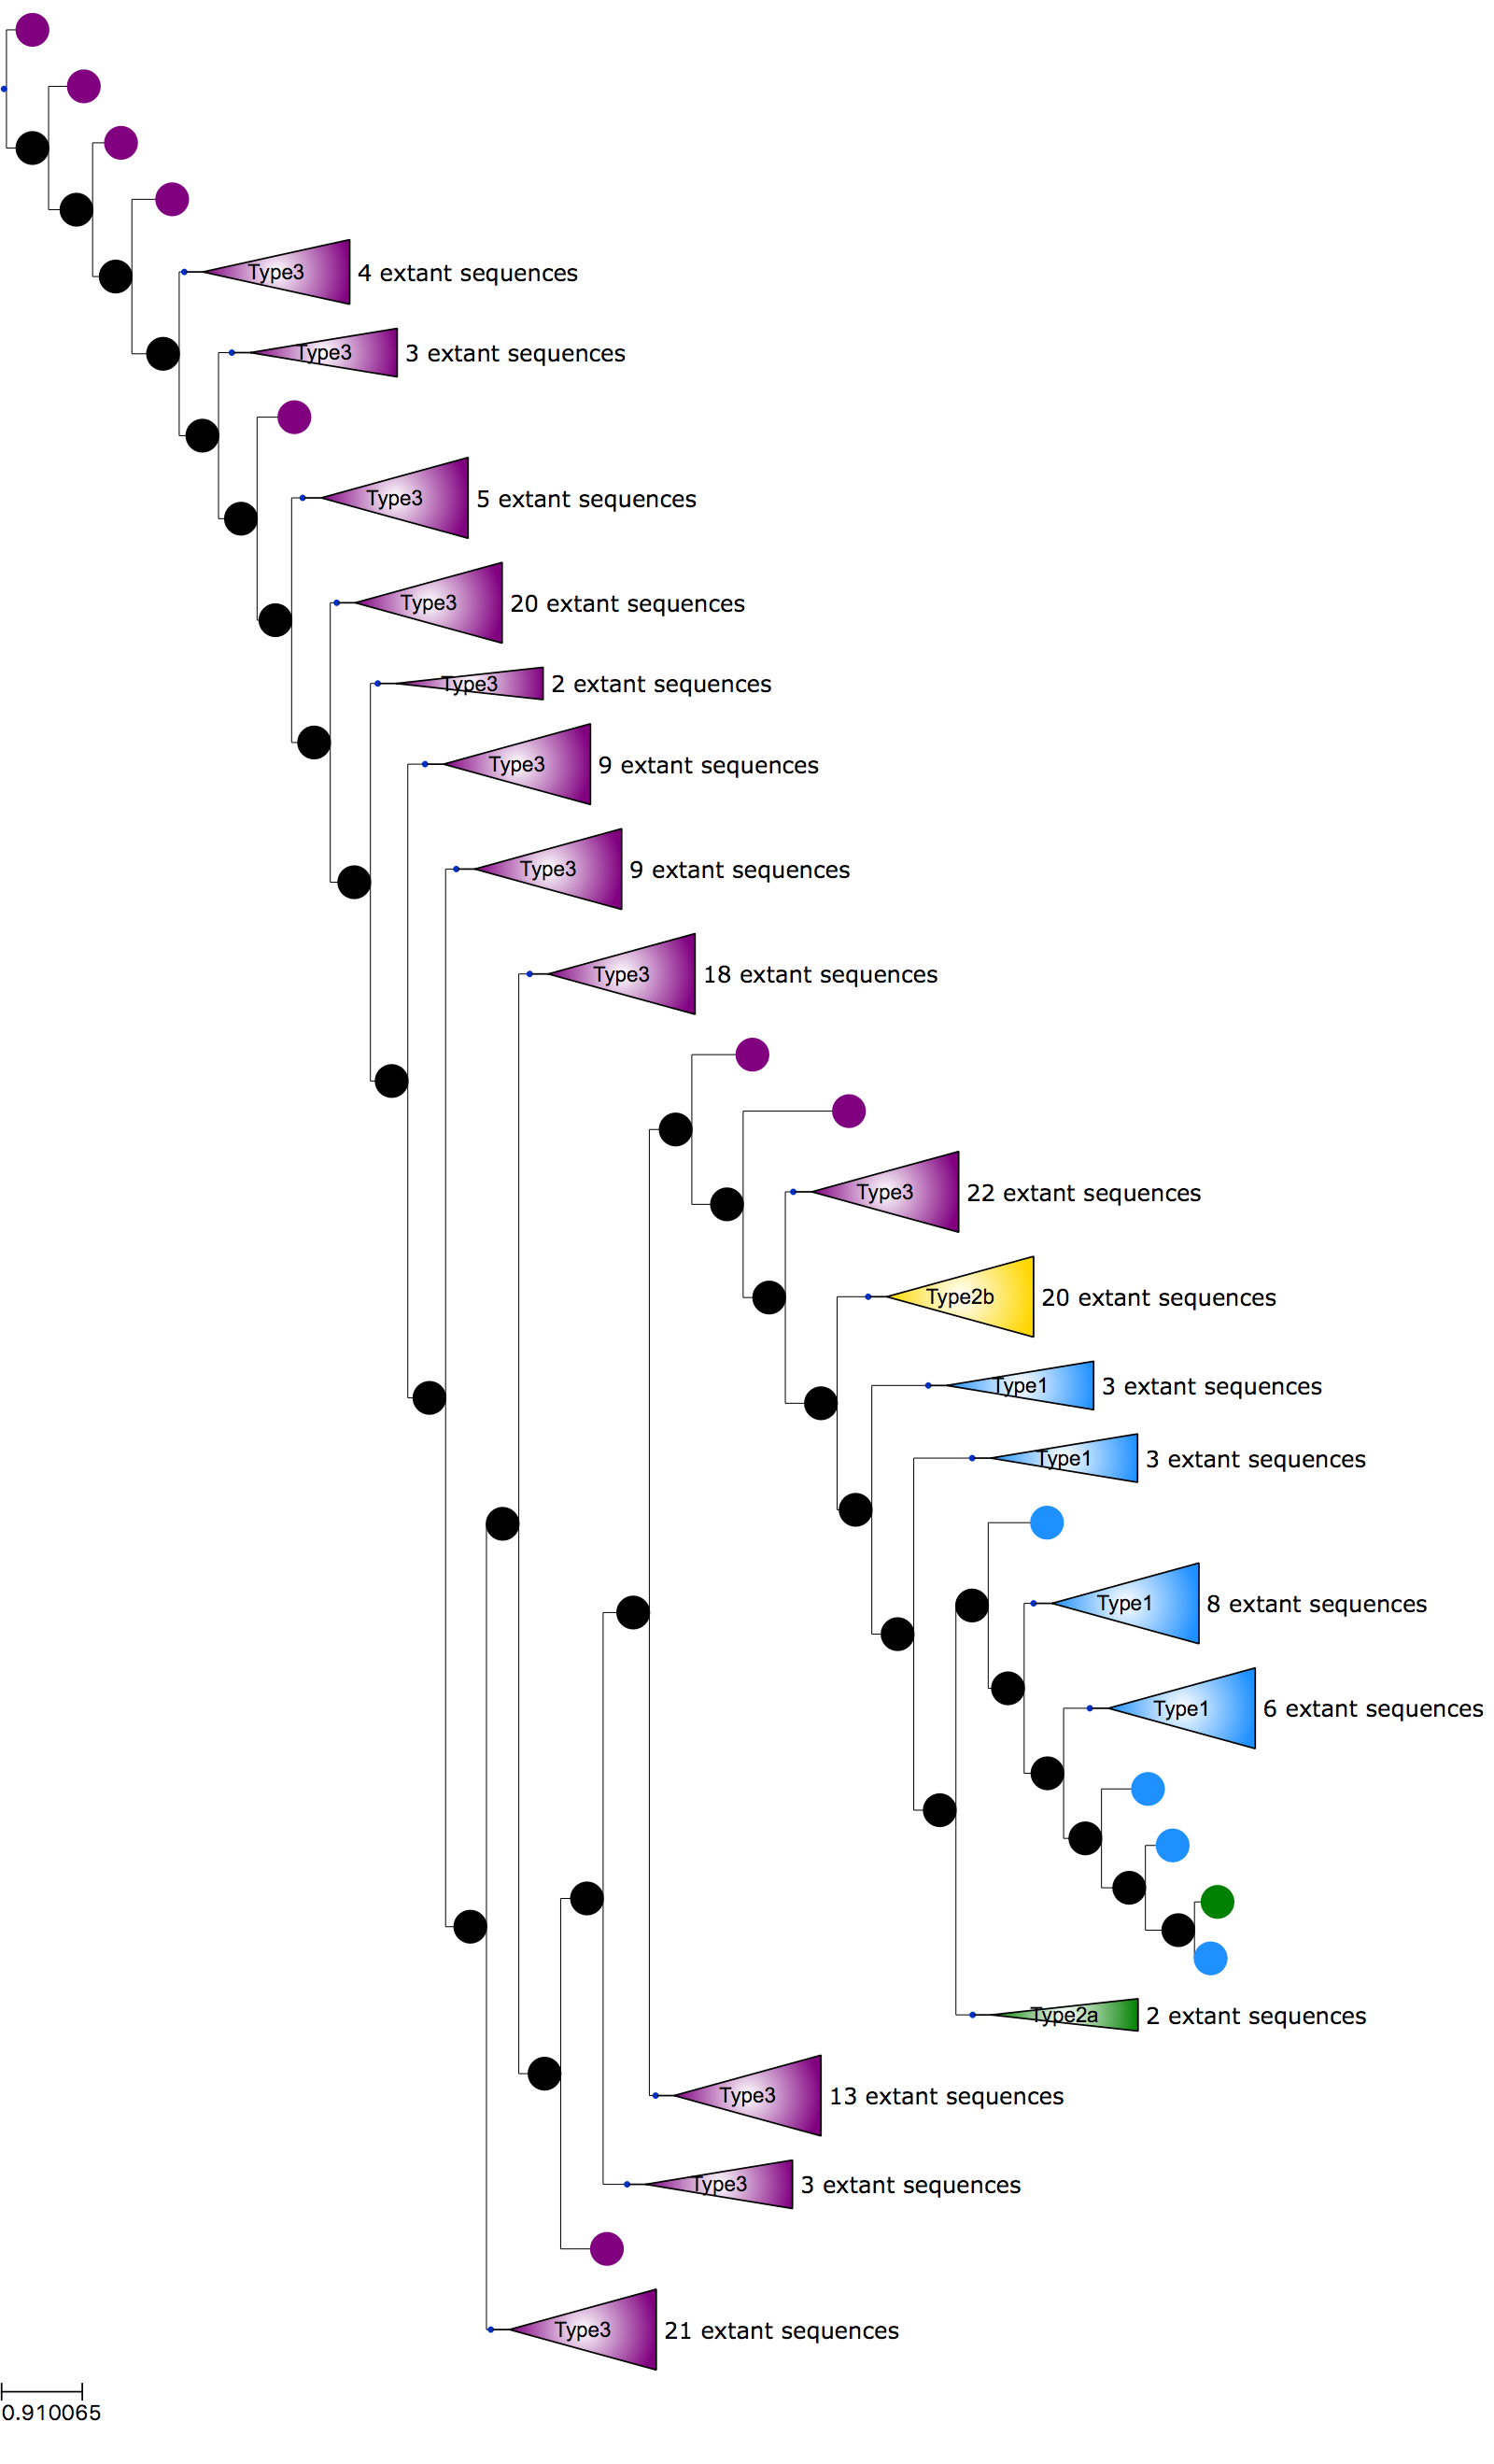 Type3 4 extant sequences
Type3 3 extant sequences
Type3 5 extant sequences
Type3 20 extant sequences
Type3 2 extant sequences
Type3 9 extant sequences
Type3 9 extant sequences
Type3 18 extant sequences
Type3 22 extant sequences
Type2b 20 extant sequences
Type1 3 extant sequences
Type1 3 extant sequences
Type1 8 extant sequences
Type1 6 extant sequences
Type2a 2 extant sequences
Type3 13 extant sequences
Type3 3 extant sequences
Type3 21 extant sequences
0.910065